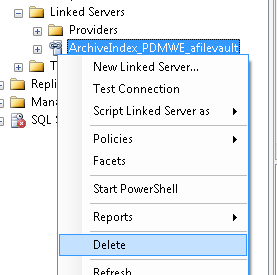 Linked Servers
Providers
ArchiveIndex_PDMWE_afilevault
New Linked Server...
Test Connection
Script Linked Server as
T
Repli
Policies
Mana
Facets
SQL S
Start PowerShell
Reports
Delete
Refresh